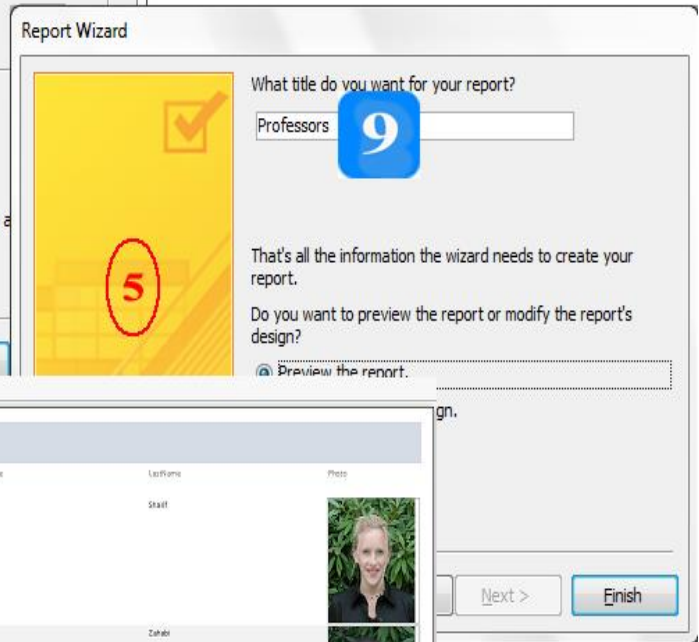 Report Wizard
What title do you want for your report?
Professors
9
That's all the information the wizard needs to create your
report.
5
Do you want to preview the report or modify the report's
design?
Preview the report.
gn.
LastName
Photo
Sharif
Zahabi
Next >
Finish